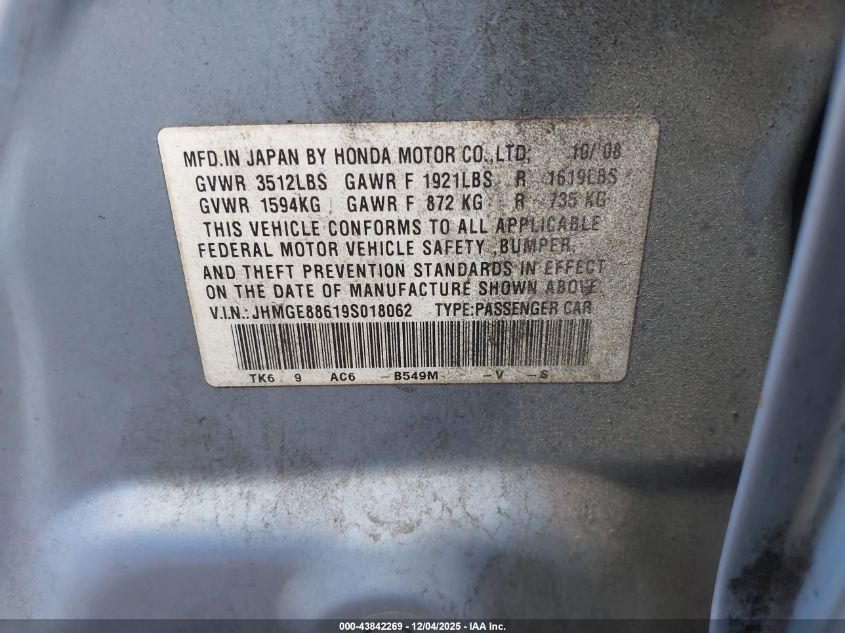 MFD.IN JAPAN BY HONDA MOTOR CO.,LTD; 10/'08
GVWR 3512LBS GAWR F 1921LBS R 1619LBS
GVWR 1594KG GAWR F 872 KG R 735 KG
THIS VEHICLE CONFORMS TO ALL APPLICABLE
FEDERAL MOTOR VEHICLE SAFETY ,BUMPER,
AND THEFT PREVENTION STANDARDS IN EFFECT
ON THE DATE OF MANUFACTURE SHOWN ABOVE
V.I.N.: JHMGE88619S018062 TYPE:PASSENGER CAR
TK6 9 AC6 -B549M -V -S
000-43842269 - 12/04/2025 - IAA Inc.